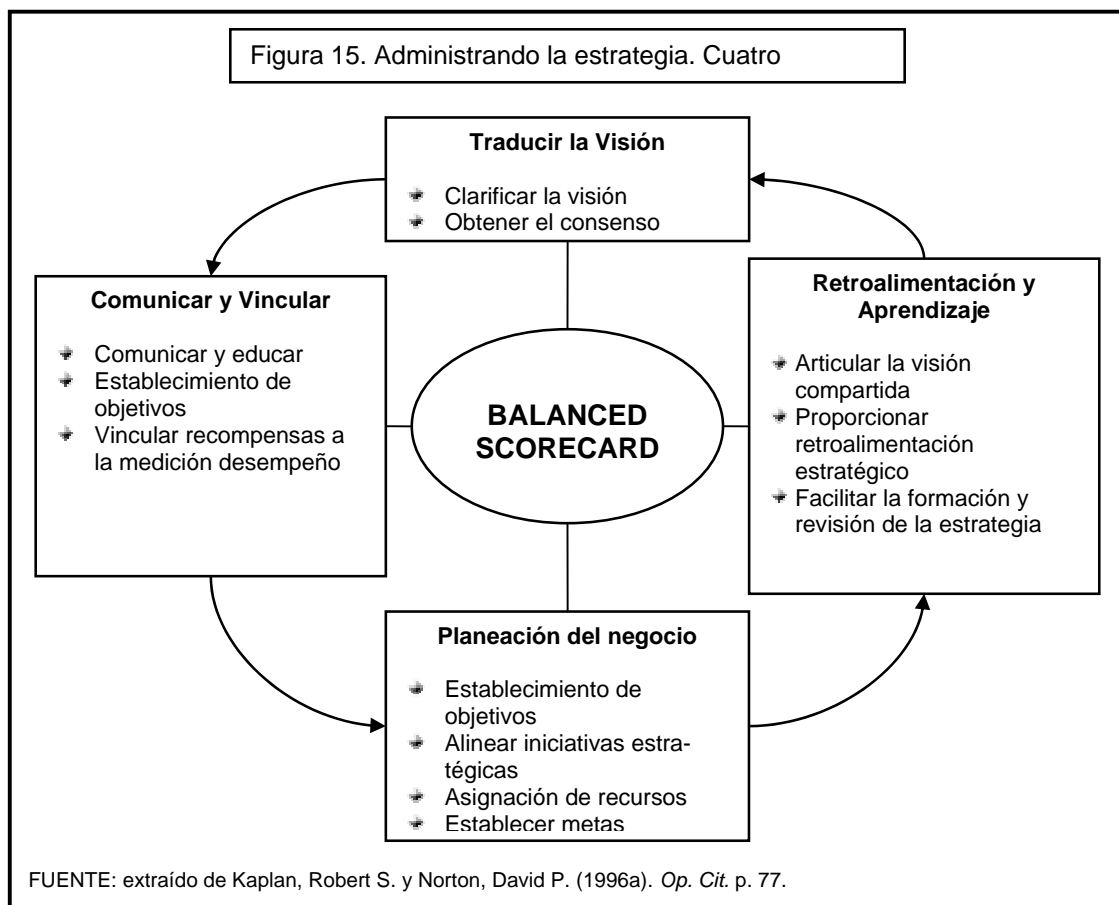 Figura 15. Administrando la estrategia. Cuatro
Traducir la Visión
Clarificar la visión
Obtener el consenso
Comunicar y Vincular
Comunicar y educar
Establecimiento de
objetivos
Vincular recompensas a
la medición desempeño
BALANCED
SCORECARD
Retroalimentación y
Aprendizaje
Articular la visión
compartida
Proporcionar
retroalimentación
estratégico
Facilitar la formación y
revisión de la estrategia
Planeación del negocio
Establecimiento de
objetivos
Alinear iniciativas estra-
tégicas
Asignación de recursos
Establecer metas
FUENTE: extraído de Kaplan, Robert S. y Norton, David P. (1996a). Op. Cit. p. 77.